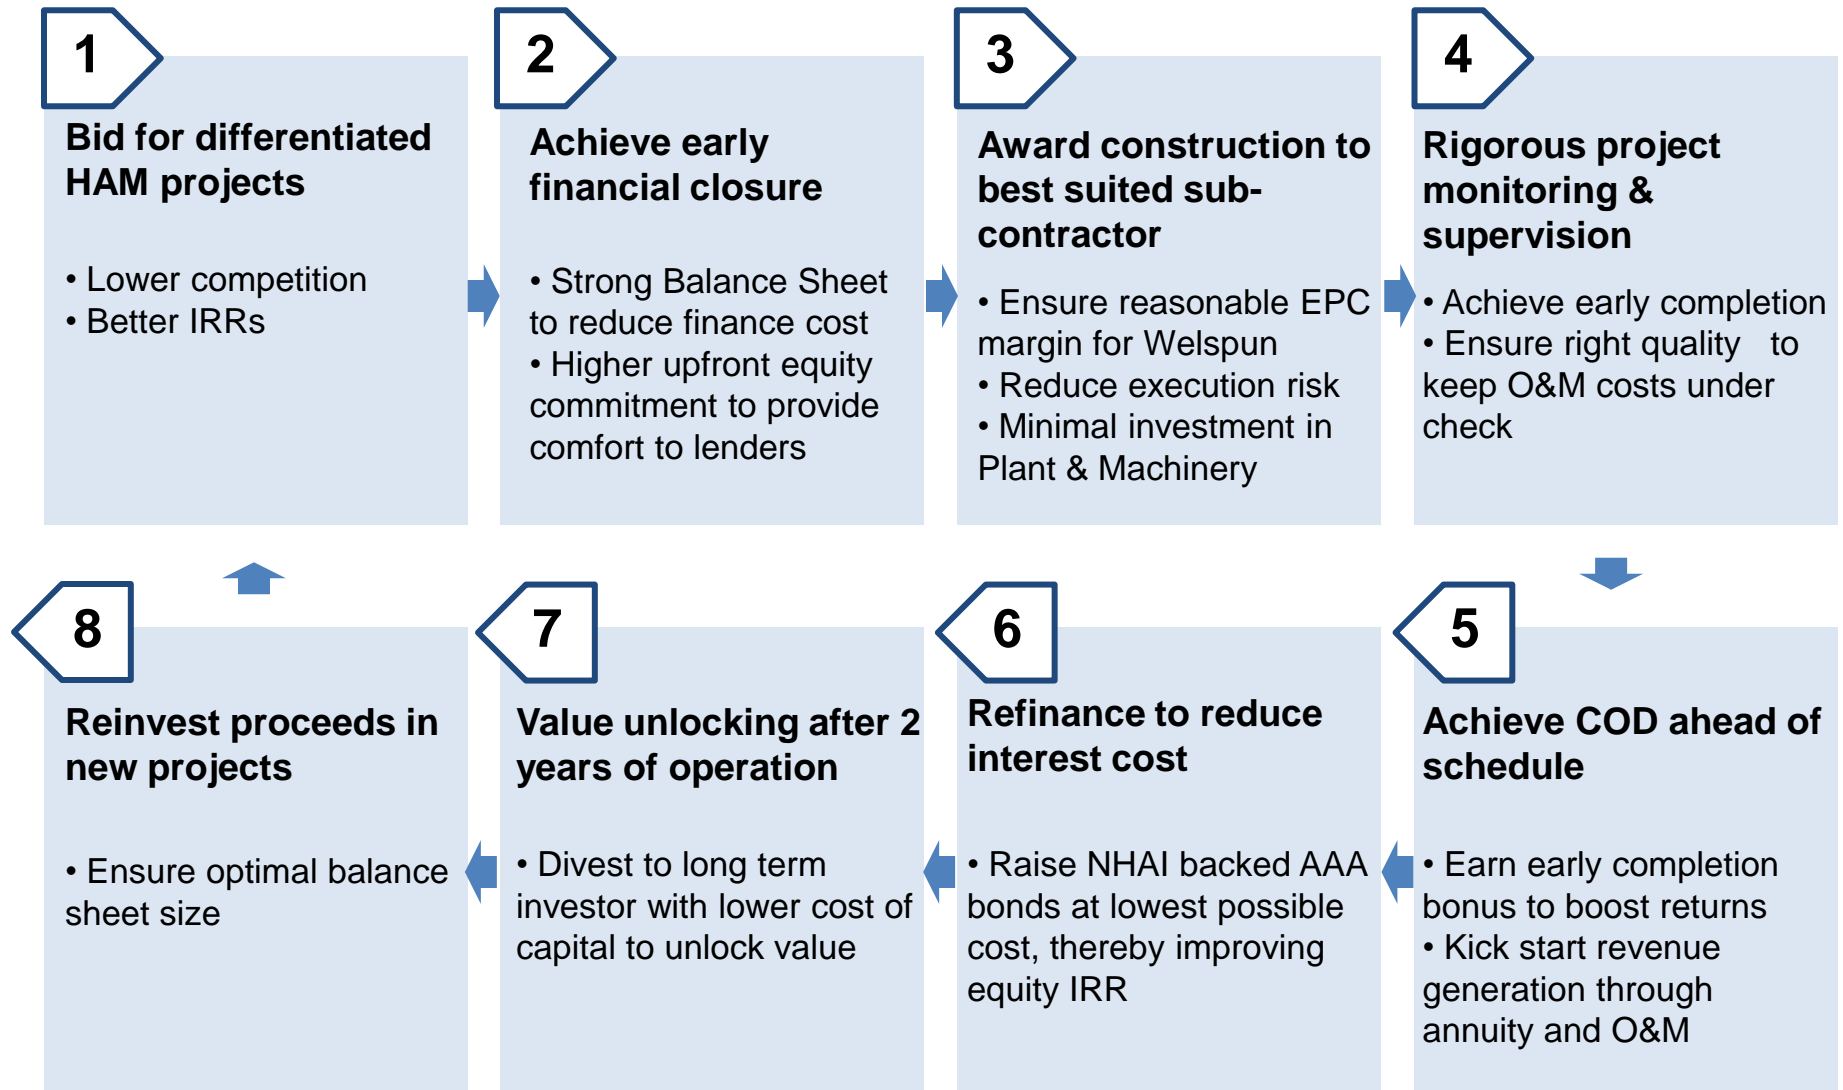 1
Bid for differentiated
HAM projects
• Lower competition
• Better IRRs
2
Achieve early
financial closure
• Strong Balance Sheet
to reduce finance cost
• Higher upfront equity
commitment to provide
comfort to lenders
3
Award construction to
best suited sub-
contractor
• Ensure reasonable EPC
margin for Welspun
• Reduce execution risk
• Minimal investment in
Plant & Machinery
4
Rigorous project
monitoring &
supervision
• Achieve early completion
• Ensure right quality to
keep O&M costs under
check
5
Achieve COD ahead of
schedule
• Earn early completion
bonus to boost returns
• Kick start revenue
generation through
annuity and O&M
6
Refinance to reduce
interest cost
• Raise NHAI backed AAA
bonds at lowest possible
cost, thereby improving
equity IRR
7
Value unlocking after 2
years of operation
• Divest to long term
investor with lower cost of
capital to unlock value
8
Reinvest proceeds in
new projects
• Ensure optimal balance
sheet size